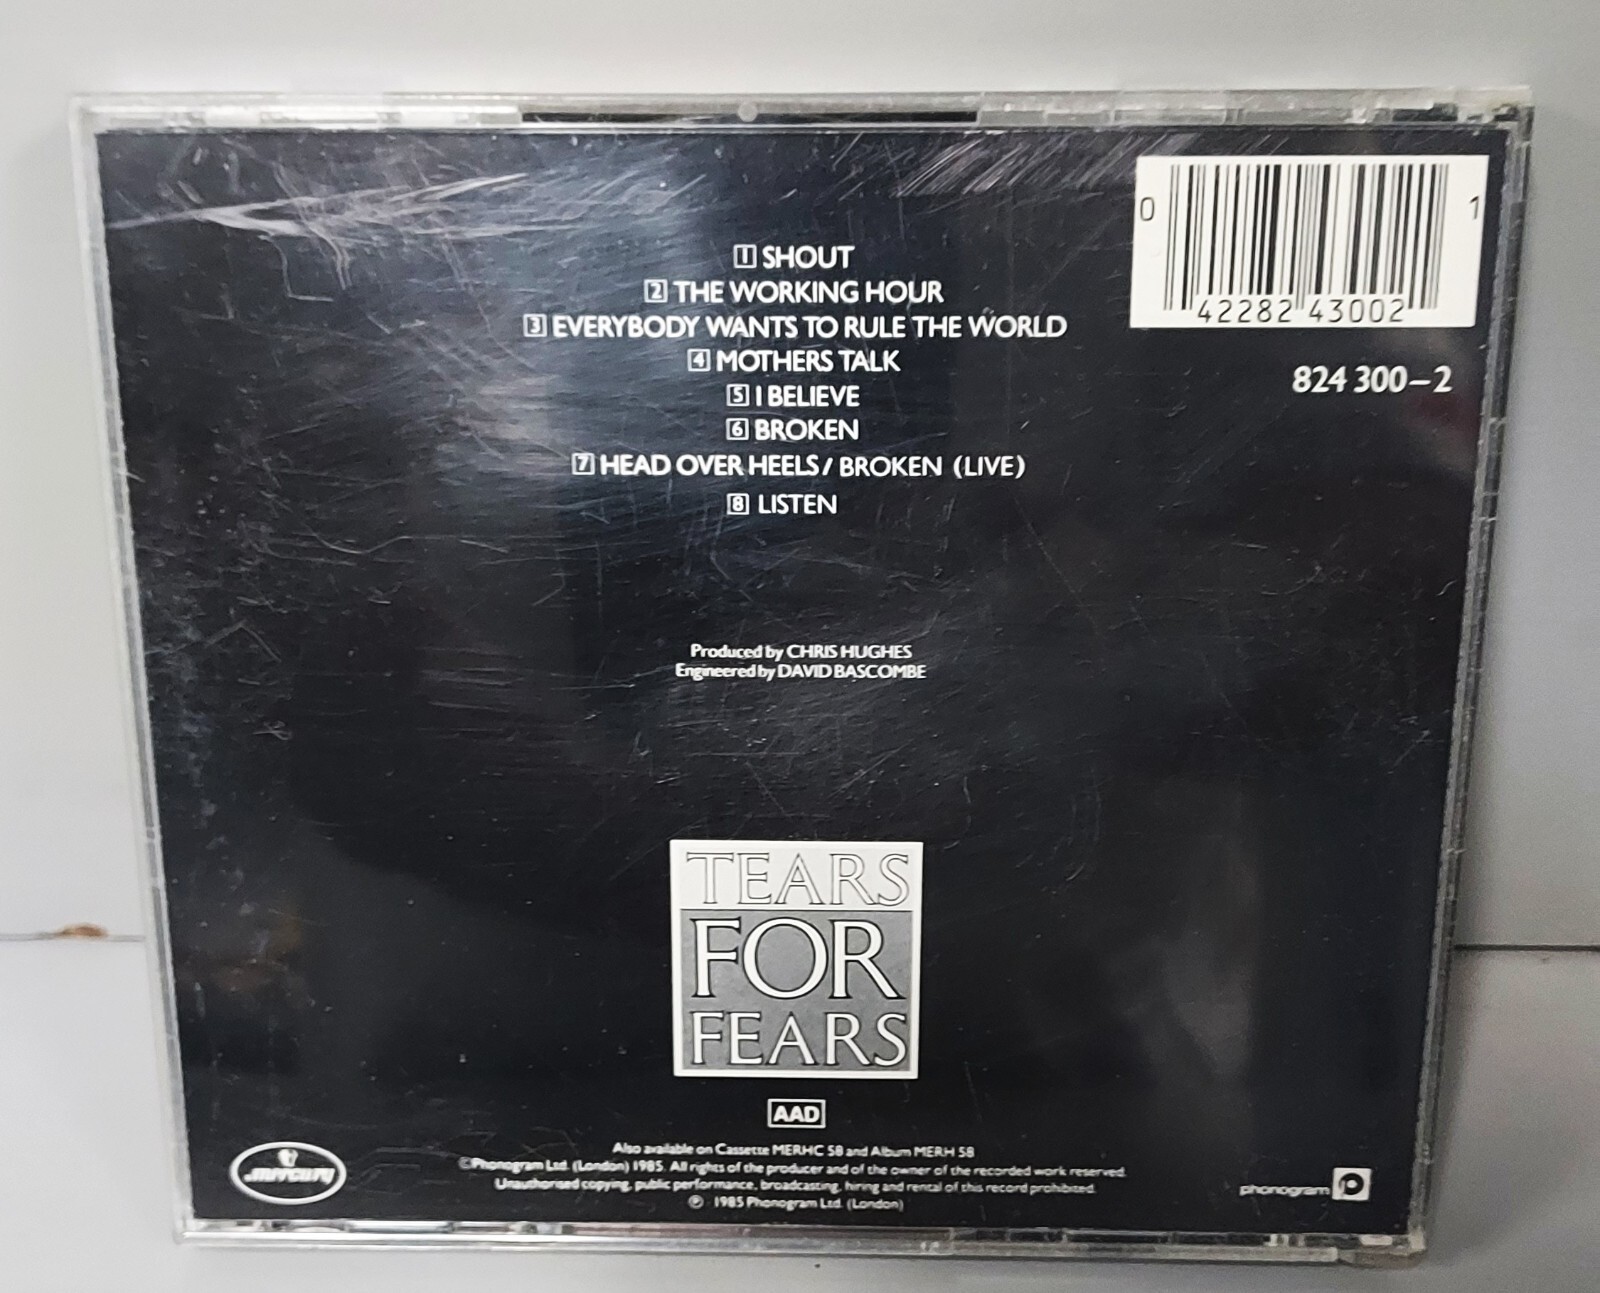 0 42282 43002 1
824 300-2
1 SHOUT
2 THE WORKING HOUR
3 EVERYBODY WANTS TO RULE THE WORLD
4 MOTHERS TALK
5 I BELIEVE
6 BROKEN
7 HEAD OVER HEELS / BROKEN (LIVE)
8 LISTEN
Produced by CHRIS HUGHES
Engineered by DAVID BASCOMBE
TEARS
FOR
FEARS
AAD
Also available on Cassette MERHC 58 and Album MERH 58
©Phonogram Ltd. (London) 1985. All rights of the producer and of the owner of the recorded work reserved.
Unauthorised copying, public performance, broadcasting, hiring and rental of this record prohibited.
℗ 1985 Phonogram Ltd. (London)
mercury
phonogram